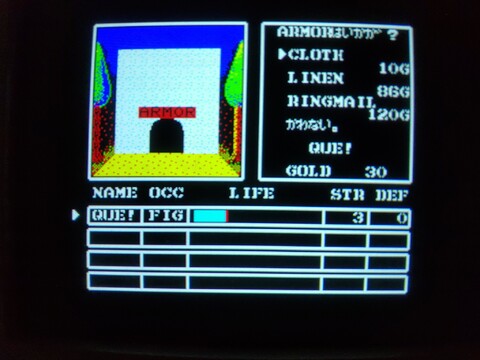 ARMORはいかが?
CLOTH
10G
LINEN
86G
RINGMAIL
120G
かわない。
QUE!
GOLD 30
ARMOR
NAME OCC LIFE STR DEF
QUE! FIG 3 0